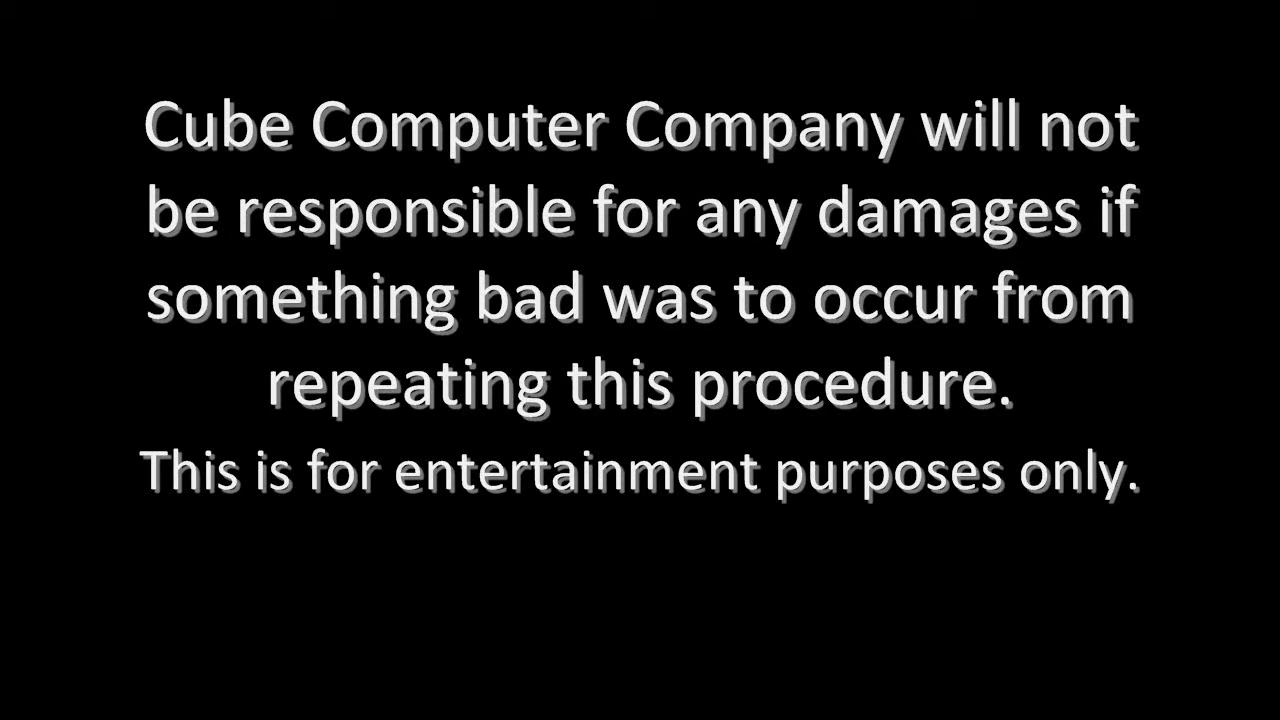 Cube Computer Company will not
be responsible for any damages if
something bad was to occur from
repeating this procedure.
This is for entertainment purposes only.